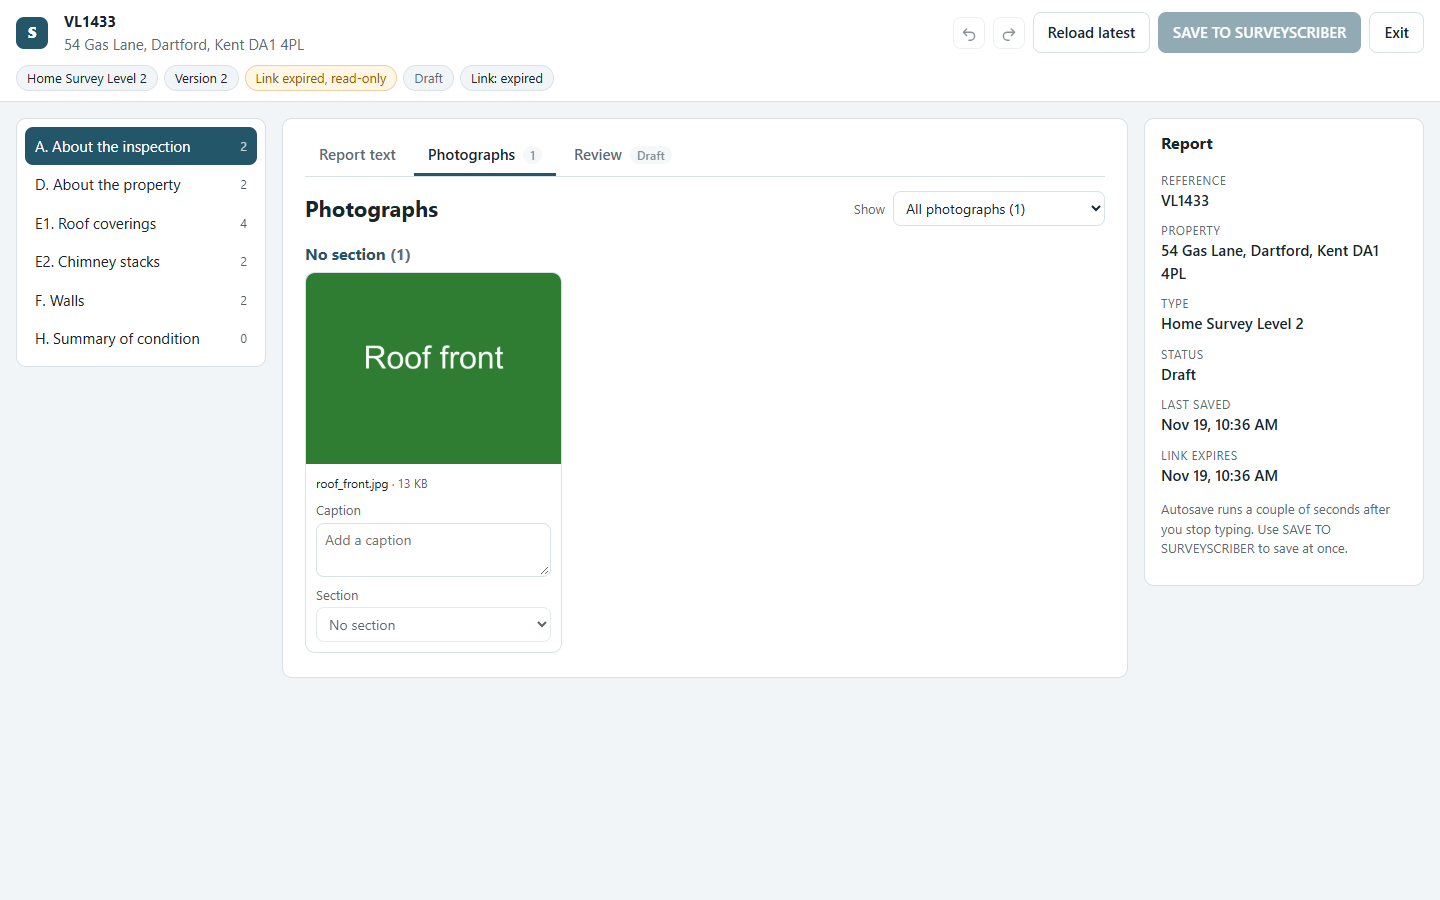 S
VL1433
54 Gas Lane, Dartford, Kent DA1 4PL
Reload latest
SAVE TO SURVEYSCRIBER
Exit
Home Survey Level 2
Version 2
Link expired, read-only
Draft
Link: expired
A. About the inspection 2
D. About the property 2
E1. Roof coverings 4
E2. Chimney stacks 2
F. Walls 2
H. Summary of condition 0
Report text
Photographs 1
Review Draft
Photographs
Show
All photographs (1)
No section (1)
Roof front
roof_front.jpg · 13 KB
Caption
Add a caption
Section
No section
Report
REFERENCE
VL1433
PROPERTY
54 Gas Lane, Dartford, Kent DA1
4PL
TYPE
Home Survey Level 2
STATUS
Draft
LAST SAVED
Nov 19, 10:36 AM
LINK EXPIRES
Nov 19, 10:36 AM
Autosave runs a couple of seconds after
you stop typing. Use SAVE TO
SURVEYSCRIBER to save at once.